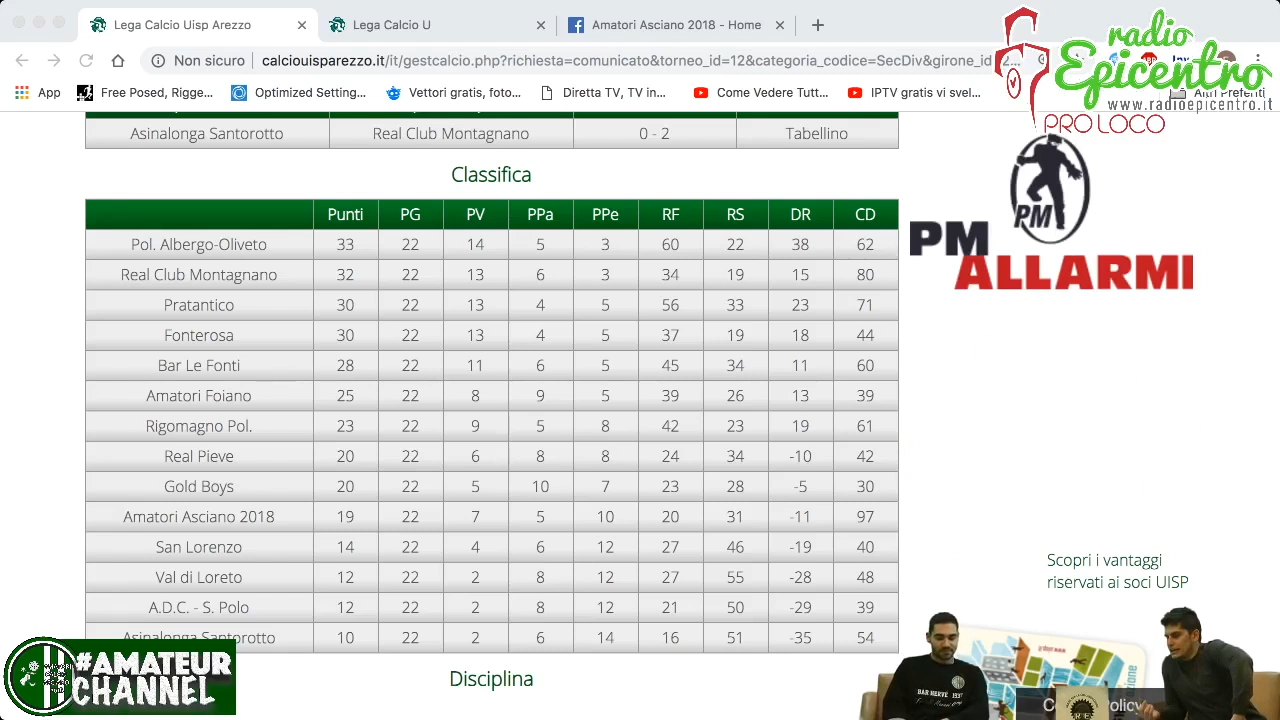 Lega Calcio Uisp Arezzo
Lega Calcio U
Amatori Asciano 2018 - Home
Non sicuro
calciouisparezzo.it/it/gestcalcio.php?richiesta=comunicato&torneo_id=12&categoria_codice=SecDiv&girone_id
App
Free Posed, Rigge...
Optimized Setting...
Vettori gratis, foto...
Diretta TV, TV in...
Come Vedere Tutt...
IPTV gratis vi svel...
Altri Preferiti
radio
Epicentro
www.radioepicentro.it
PRO LOCO
PM
PM
ALLARMI
Asinalonga Santorotto Real Club Montagnano 0 - 2 Tabellino
Classifica
Punti PG PV PPa PPe RF RS DR CD
Pol. Albergo-Oliveto 33 22 14 5 3 60 22 38 62
Real Club Montagnano 32 22 13 6 3 34 19 15 80
Pratantico 30 22 13 4 5 56 33 23 71
Fonterosa 30 22 13 4 5 37 19 18 44
Bar Le Fonti 28 22 11 6 5 45 34 11 60
Amatori Foiano 25 22 8 9 5 39 26 13 39
Rigomagno Pol. 23 22 9 5 8 42 23 19 61
Real Pieve 20 22 6 8 8 24 34 -10 42
Gold Boys 20 22 5 10 7 23 28 -5 30
Amatori Asciano 2018 19 22 7 5 10 20 31 -11 97
San Lorenzo 14 22 4 6 12 27 46 -19 40
Val di Loreto 12 22 2 8 12 27 55 -28 48
A.D.C. - S. Polo 12 22 2 8 12 21 50 -29 39
Asinalonga Santorotto 10 22 2 6 14 16 51 -35 54
Disciplina
Scopri i vantaggi
riservati ai soci UISP
#AMATEUR
CHANNEL
BAR HERVÉ
Policy